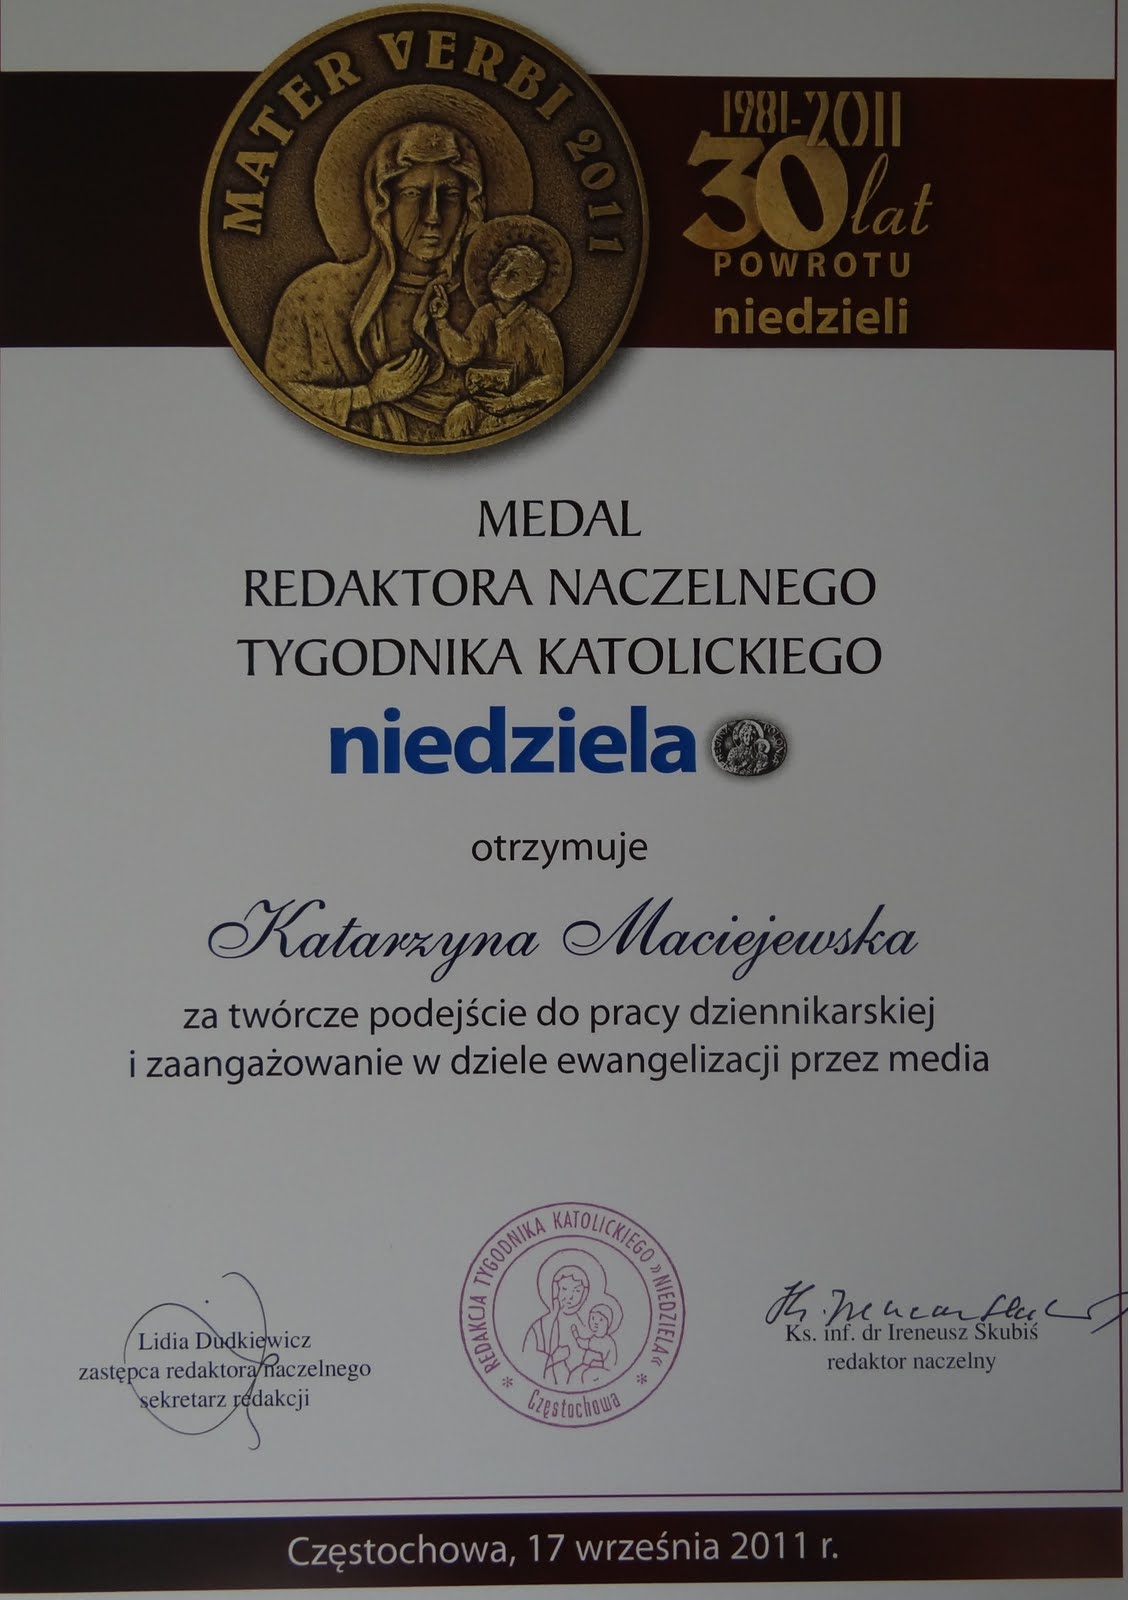 MATER VERBI 2011
1981-2011
30 lat
POWROTU
niedzieli
MEDAL
REDAKTORA NACZELNEGO
TYGODNIKA KATOLICKIEGO
niedziela
otrzymuje
Katarzyna Maciejewska
za twórcze podejście do pracy dziennikarskiej
i zaangażowanie w dziele ewangelizacji przez media
Lidia Dudkiewicz
zastępca redaktora naczelnego
sekretarz redakcji
* REDAKCJA TYGODNIKA KATOLICKIEGO »NIEDZIELA« *
Częstochowa
Ks. inf. dr Ireneusz Skubiś
redaktor naczelny
Częstochowa, 17 września 2011 r.